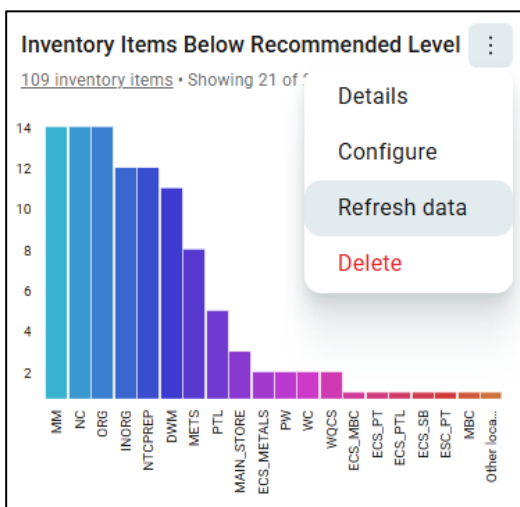 Inventory Items Below Recommended Level
109 inventory items • Showing 21 of
Details
Configure
Refresh data
Delete
14
12
10
8
6
4
2
MM
NC
ORG
INORG
NTCPREP
DWM
METS
PTL
MAIN_STORE
ECS_METALS
PW
WC
WQCS
ECS_MBC
ECS_PT
ECS_PTL
ECS_SB
ESC_PT
MBC
Other loca...